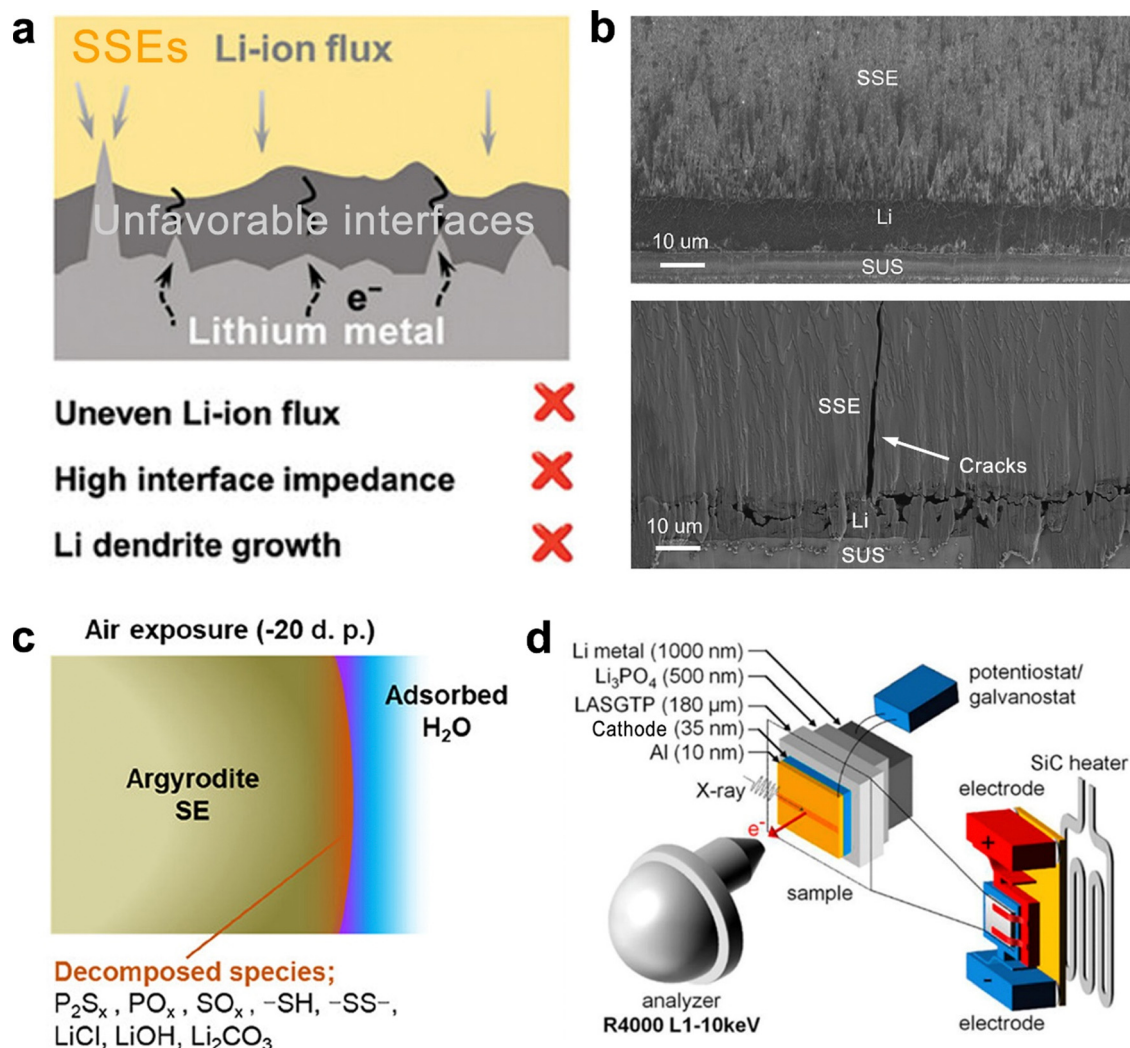 a
SSEs Li-ion flux
Unfavorable interfaces
e⁻
Lithium metal
Uneven Li-ion flux
High interface impedance
Li dendrite growth
b
SSE
Li
10 um
SUS
SSE
Cracks
Li
10 um
SUS
c
Air exposure (-20 d. p.)
Adsorbed
H₂O
Argyrodite
SE
Decomposed species;
P₂Sₓ, POₓ, SOₓ, -SH, -SS-,
LiCl, LiOH, Li₂CO₃
d
Li metal (1000 nm)
Li₃PO₄ (500 nm)
LASGTP (180 µm)
Cathode (35 nm)
Al (10 nm)
X-ray
e⁻
potentiostat/
galvanostat
SiC heater
electrode
+
sample
-
analyzer
R4000 L1-10keV
electrode